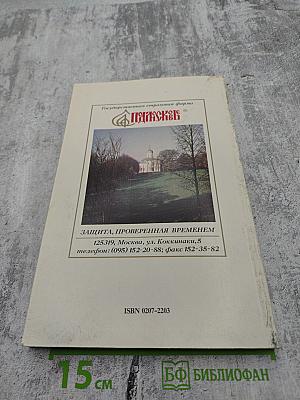 Государственная страховая фирма
ЗАЩИТА, ПРОВЕРЕННАЯ ВРЕМЕНЕМ
125319, Москва, ул. Коккинаки, 5
телефон: (095) 152-20-88; факс 152-35-82
ISBN 0207-2203
15 см
БФ БИБЛИОФАН